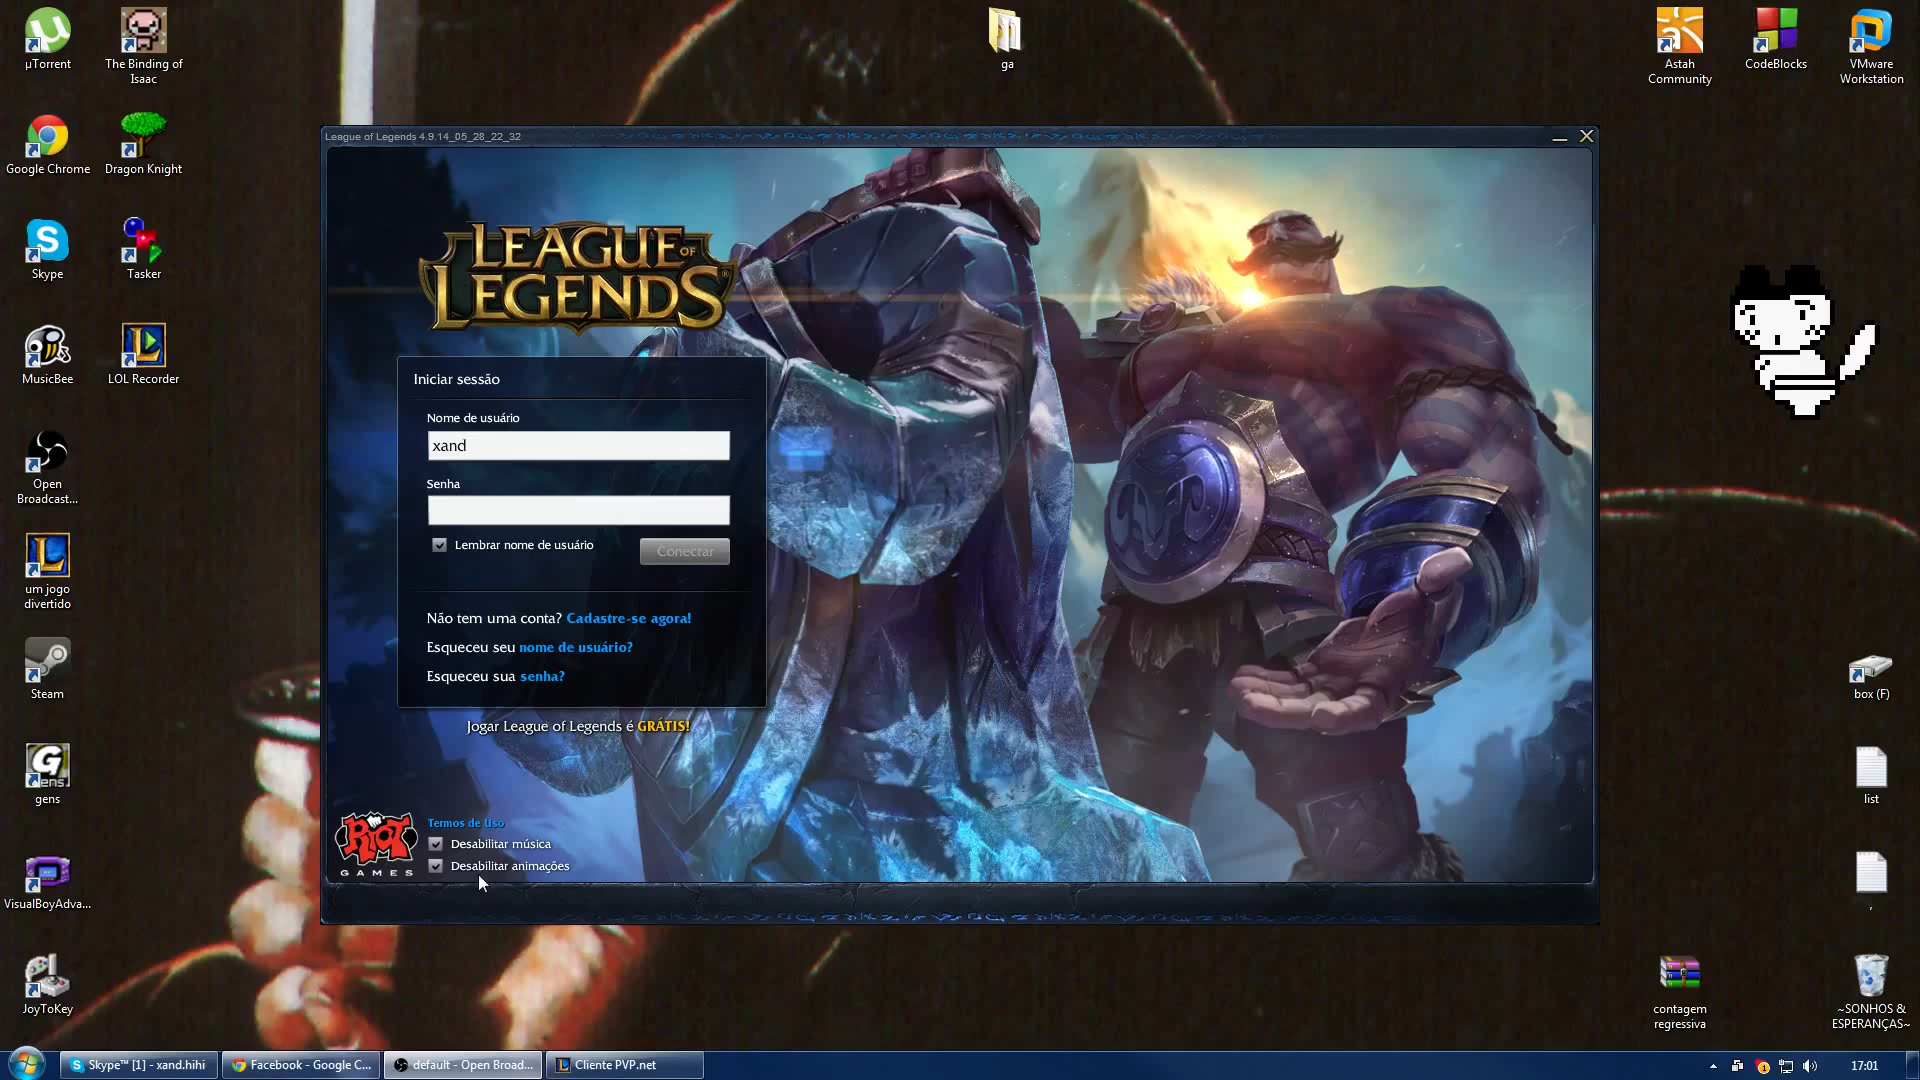 µTorrent
The Binding of
Isaac
ga
Astah
Community
CodeBlocks
VMware
Workstation
Google Chrome
Dragon Knight
Skype
Tasker
MusicBee
LOL Recorder
Open
Broadcast...
um jogo
divertido
Steam
gens
VisualBoyAdva...
JoyToKey
League of Legends 4.9.14_05_28_22_32
LEAGUE OF
LEGENDS
Iniciar sessão
Nome de usuário
xand
Senha
Lembrar nome de usuário
Conectar
Não tem uma conta? Cadastre-se agora!
Esqueceu seu nome de usuário?
Esqueceu sua senha?
Jogar League of Legends é GRÁTIS!
RIOT
GAMES
Termos de Uso
Desabilitar música
Desabilitar animações
box (F)
list
,
contagem
regressiva
~SONHOS &
ESPERANÇAS~
Skype™ [1] - xand.hihi
Facebook - Google C...
default - Open Broad...
Cliente PVP.net
17:01